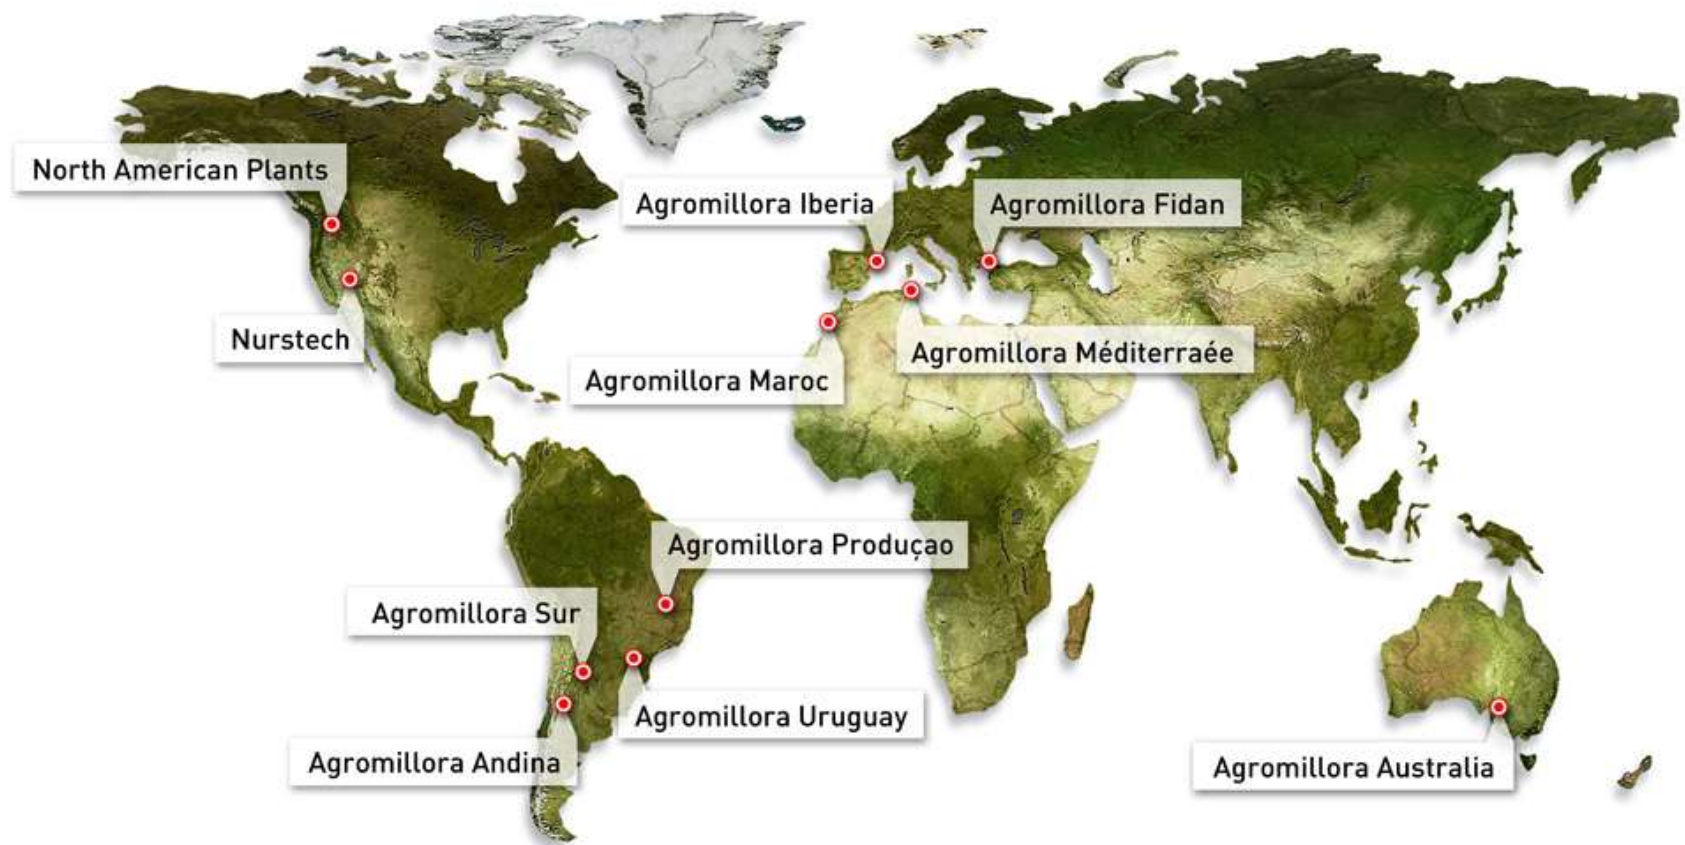 North American Plants
Agromillora Iberia
Agromillora Fidan
Nurstech
Agromillora Maroc
Agromillora Méditerraée
Agromillora Produçao
Agromillora Sur
Agromillora Uruguay
Agromillora Andina
Agromillora Australia